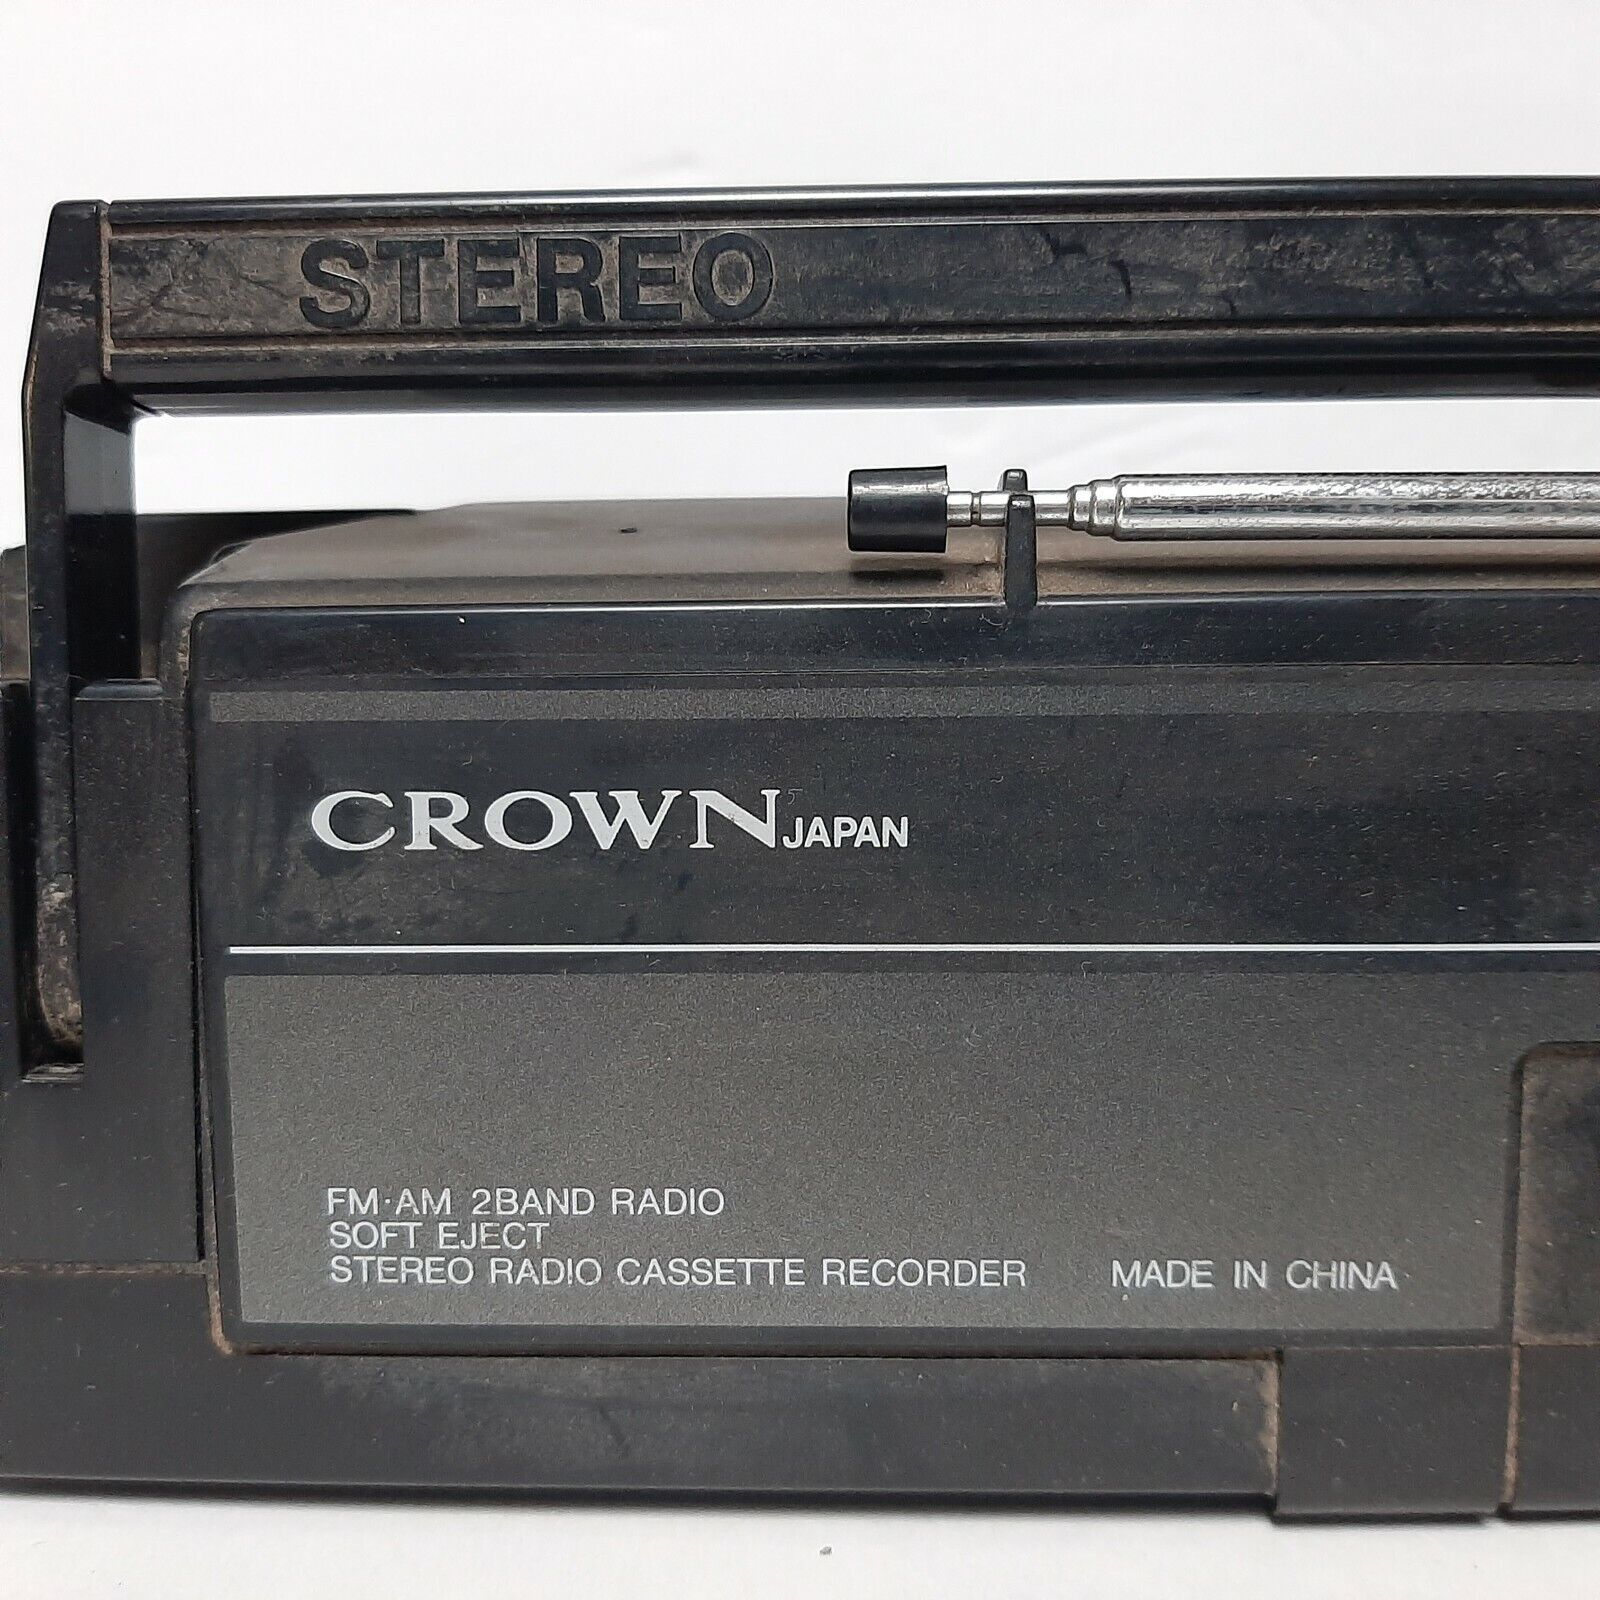 STEREO
CROWN JAPAN
FM·AM 2BAND RADIO
SOFT EJECT
STEREO RADIO CASSETTE RECORDER MADE IN CHINA